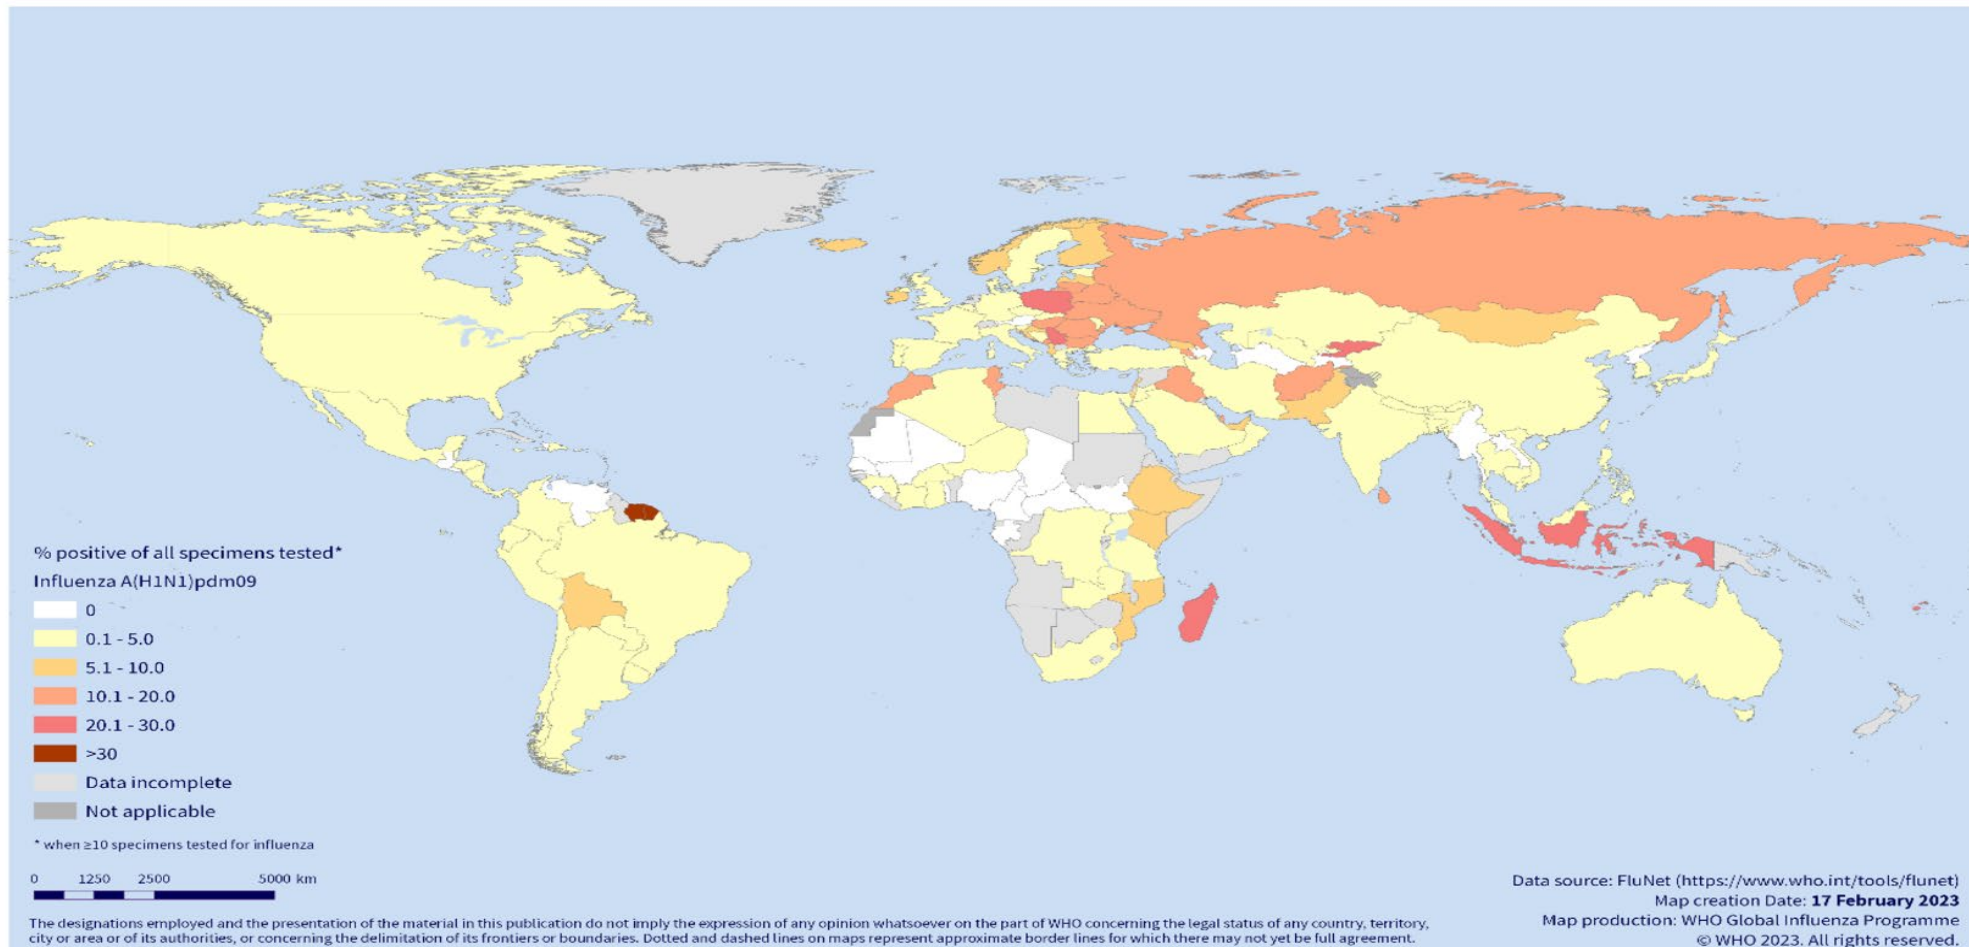 % positive of all specimens tested*
Influenza A(H1N1)pdm09
0
0.1 - 5.0
5.1 - 10.0
10.1 - 20.0
20.1 - 30.0
>30
Data incomplete
Not applicable
* when ≥10 specimens tested for influenza
0 1250 2500 5000 km
The designations employed and the presentation of the material in this publication do not imply the expression of any opinion whatsoever on the part of WHO concerning the legal status of any country, territory,
city or area or of its authorities, or concerning the delimitation of its frontiers or boundaries. Dotted and dashed lines on maps represent approximate border lines for which there may not yet be full agreement.
Data source: FluNet (https://www.who.int/tools/flunet)
Map creation Date: 17 February 2023
Map production: WHO Global Influenza Programme
© WHO 2023. All rights reserved.